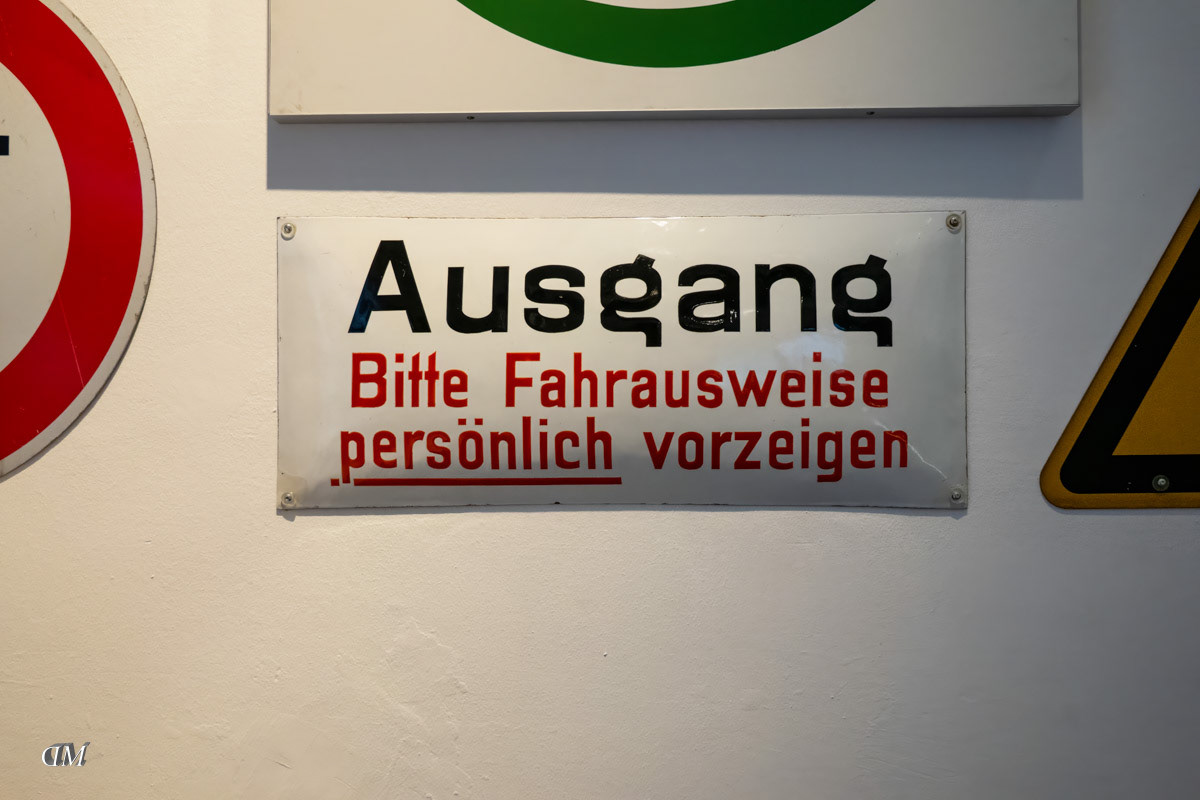 Ausgang
Bitte Fahrausweise
persönlich vorzeigen